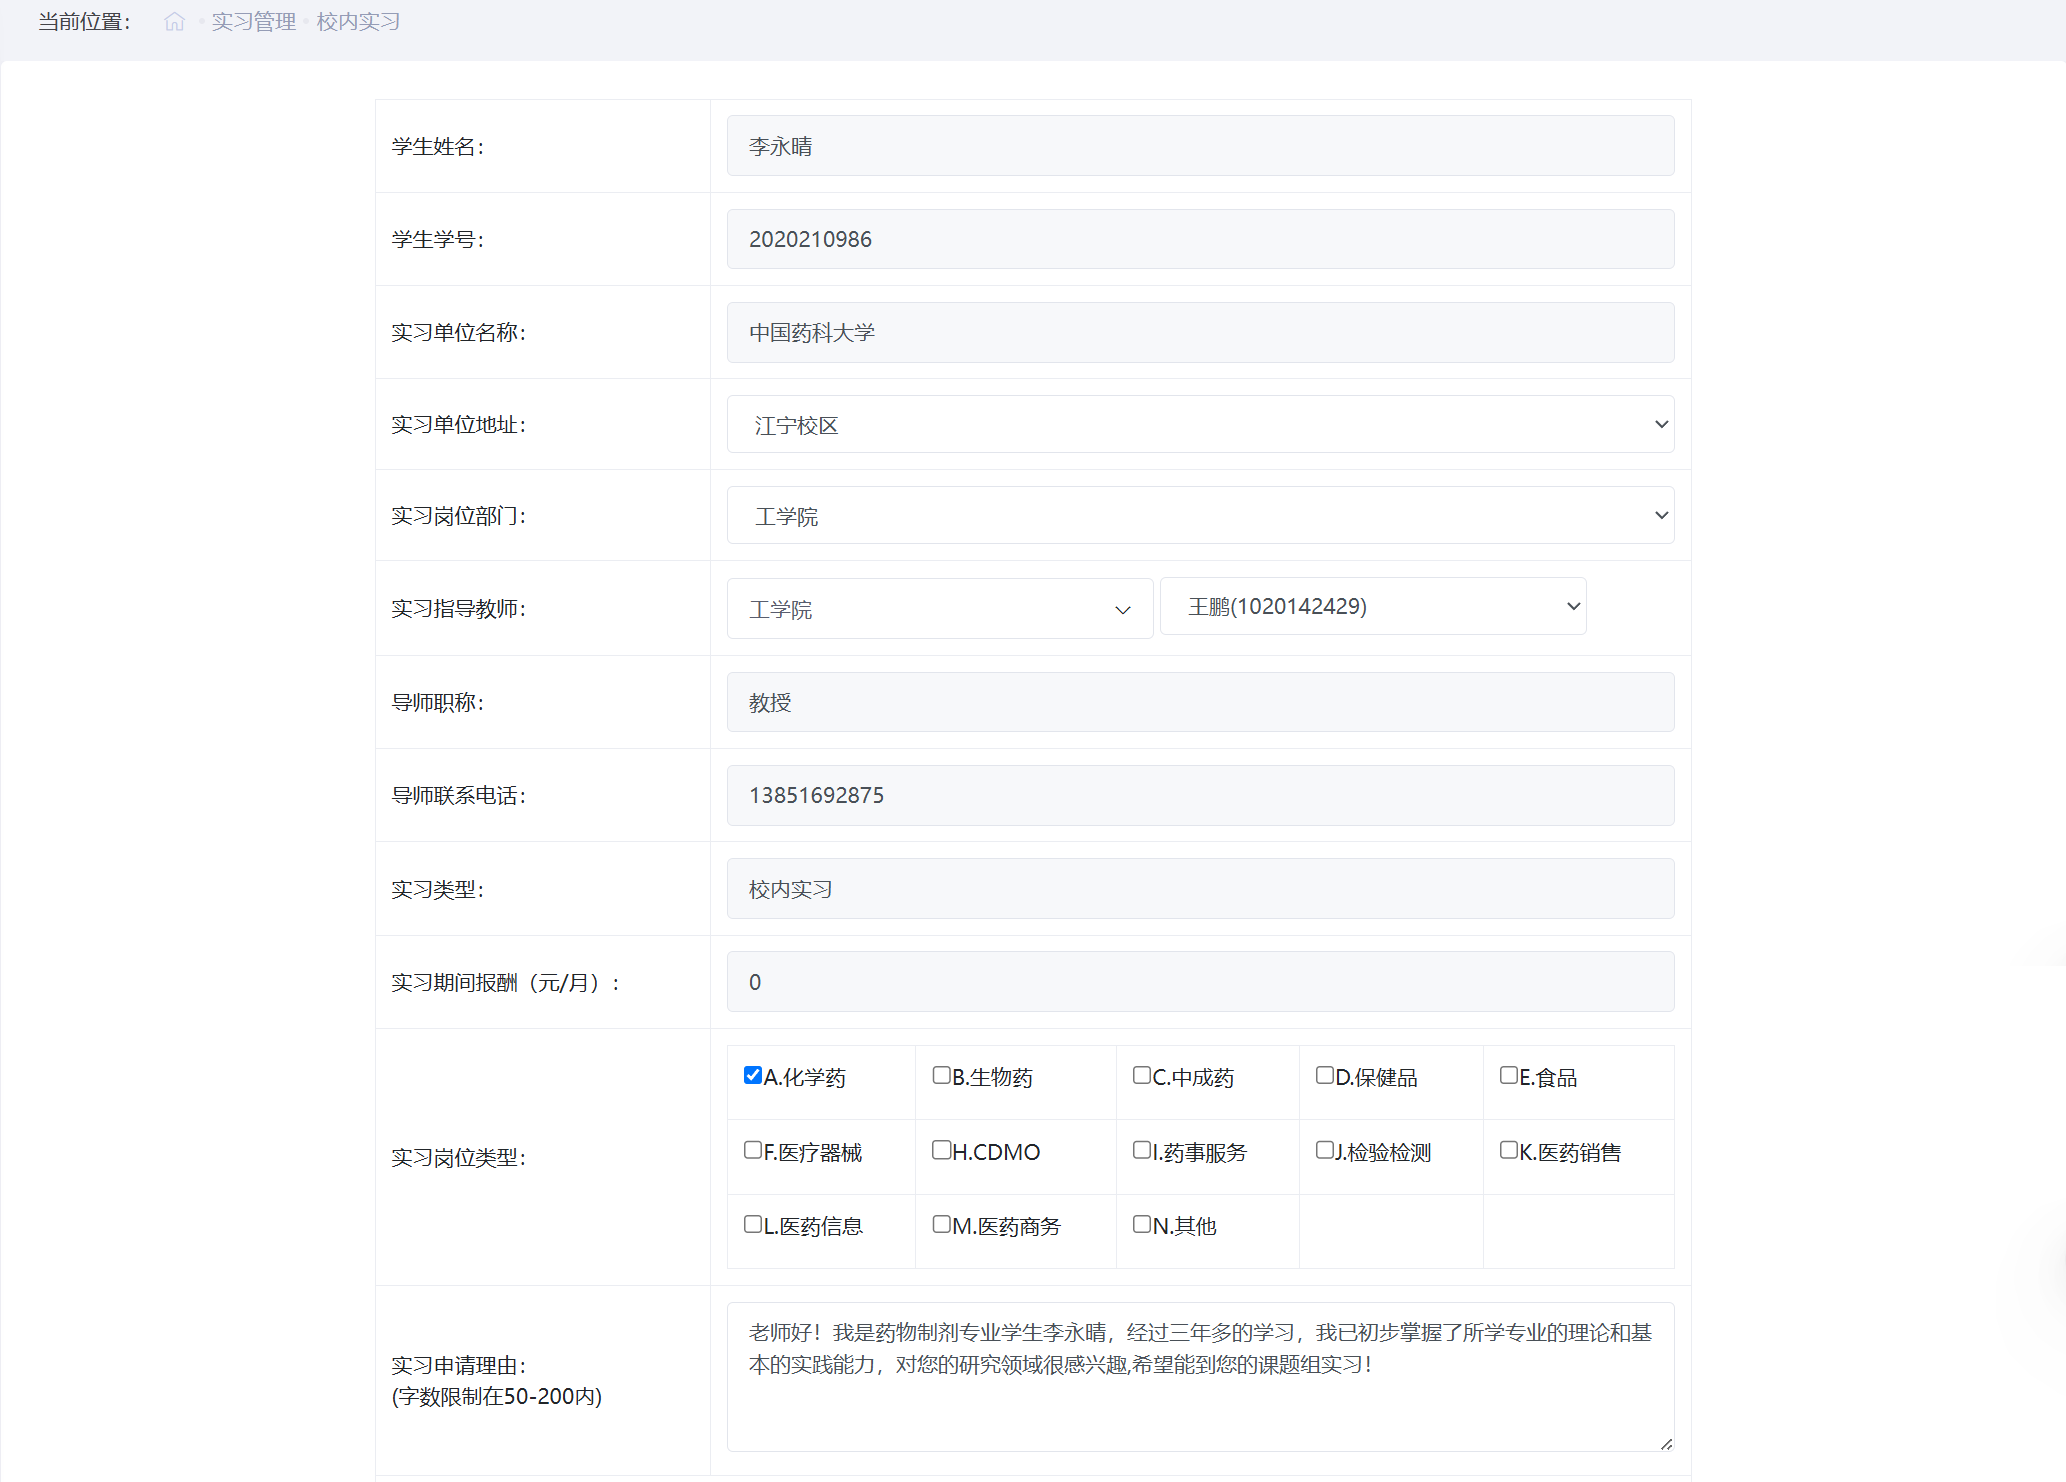 当前位置： 实习管理 校内实习
学生姓名： 李永晴
学生学号： 2020210986
实习单位名称： 中国药科大学
实习单位地址： 江宁校区
实习岗位部门： 工学院
实习指导教师： 工学院 王鹏(1020142429)
导师职称： 教授
导师联系电话： 13851692875
实习类型： 校内实习
实习期间报酬（元/月）： 0
实习岗位类型：
A.化学药 B.生物药 C.中成药 D.保健品 E.食品
F.医疗器械 H.CDMO I.药事服务 J.检验检测 K.医药销售
L.医药信息 M.医药商务 N.其他
实习申请理由：
(字数限制在50-200内)
老师好！我是药物制剂专业学生李永晴，经过三年多的学习，我已初步掌握了所学专业的理论和基
本的实践能力，对您的研究领域很感兴趣,希望能到您的课题组实习！